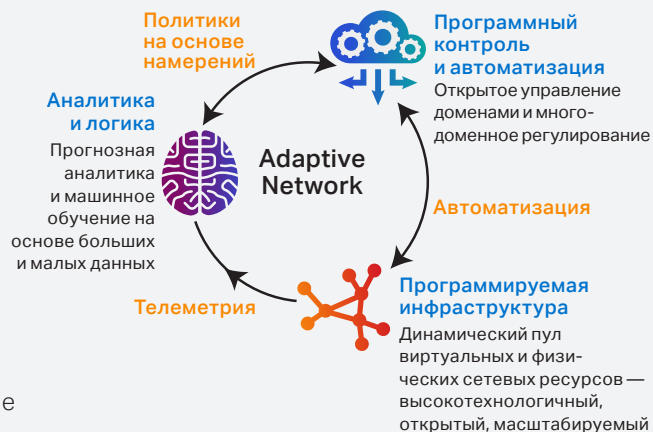 Политики
на основе
намерений
Программный
контроль
и автоматизация
Открытое управление
доменами и много-
доменное регулирование
Аналитика
и логика
Прогнозная
аналитика
и машинное
обучение на
основе больших
и малых данных
Adaptive
Network
Автоматизация
Телеметрия
Программируемая
инфраструктура
Динамический пул
виртуальных и физи-
ческих сетевых ресурсов —
высокотехнологичный,
открытый, масштабируемый
е